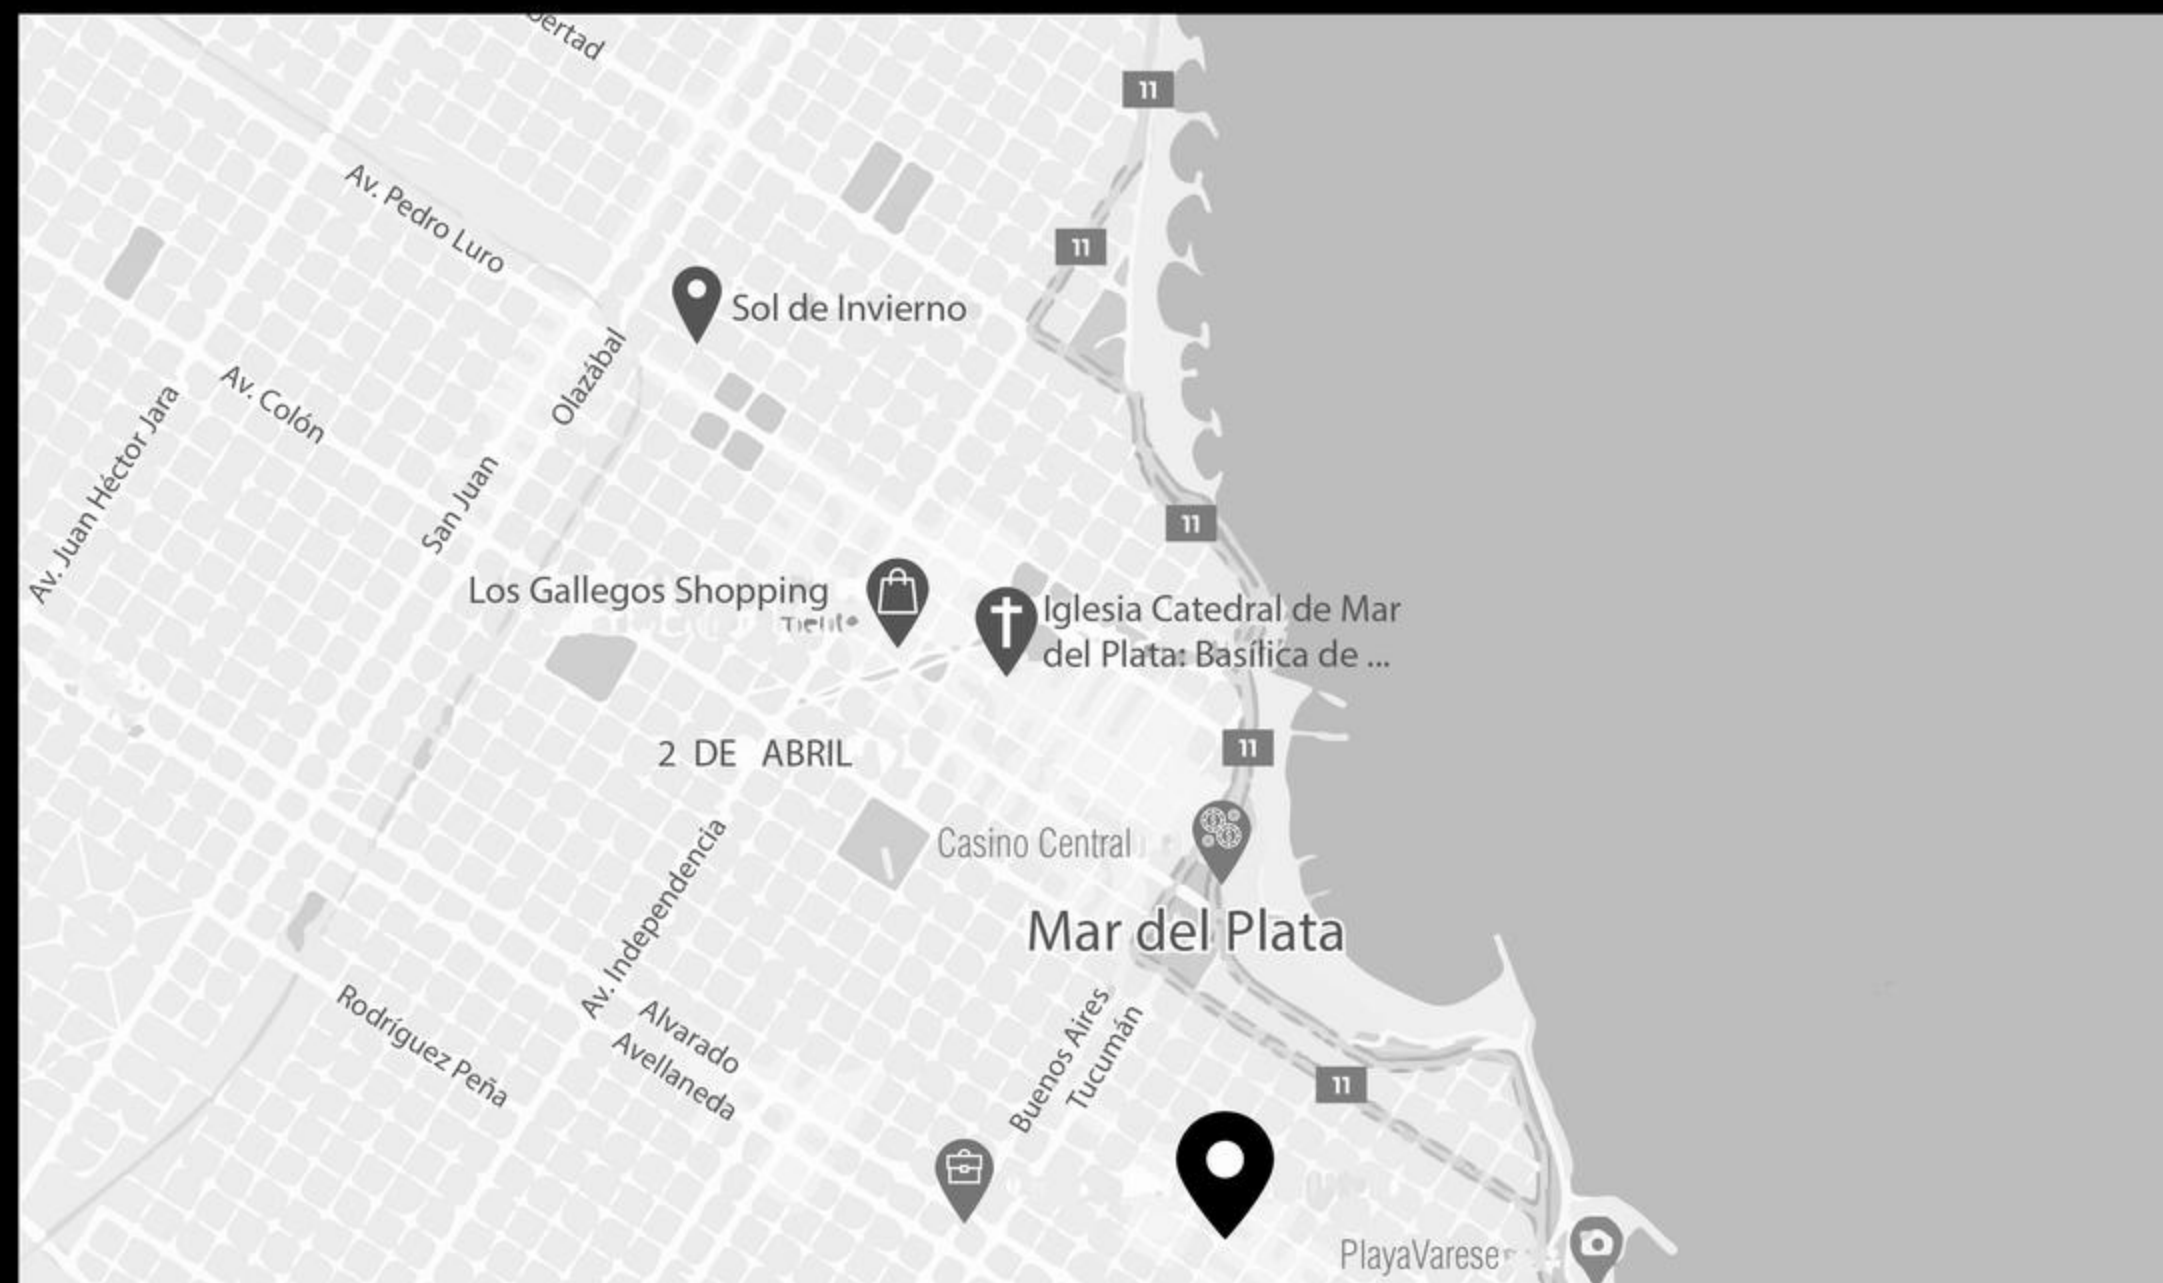 bertad
11
Av. Pedro Luro
11
Sol de Invierno
Olazábal
Av. Colón
Av. Juan Héctor Jara
San Juan
11
Los Gallegos Shopping
Iglesia Catedral de Mar
del Plata: Basílica de ...
2 DE ABRIL
11
Casino Central
Av. Independencia
Mar del Plata
Rodríguez Peña
Alvarado
Avellaneda
Buenos Aires
Tucumán
11
PlayaVarese